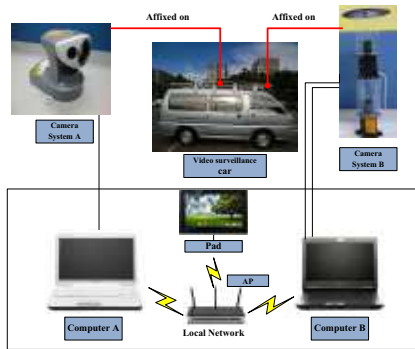 Affixed on
Affixed on
Camera
System A
Video surveillance
car
Camera
System B
Pad
AP
Computer A
Local Network
Computer B